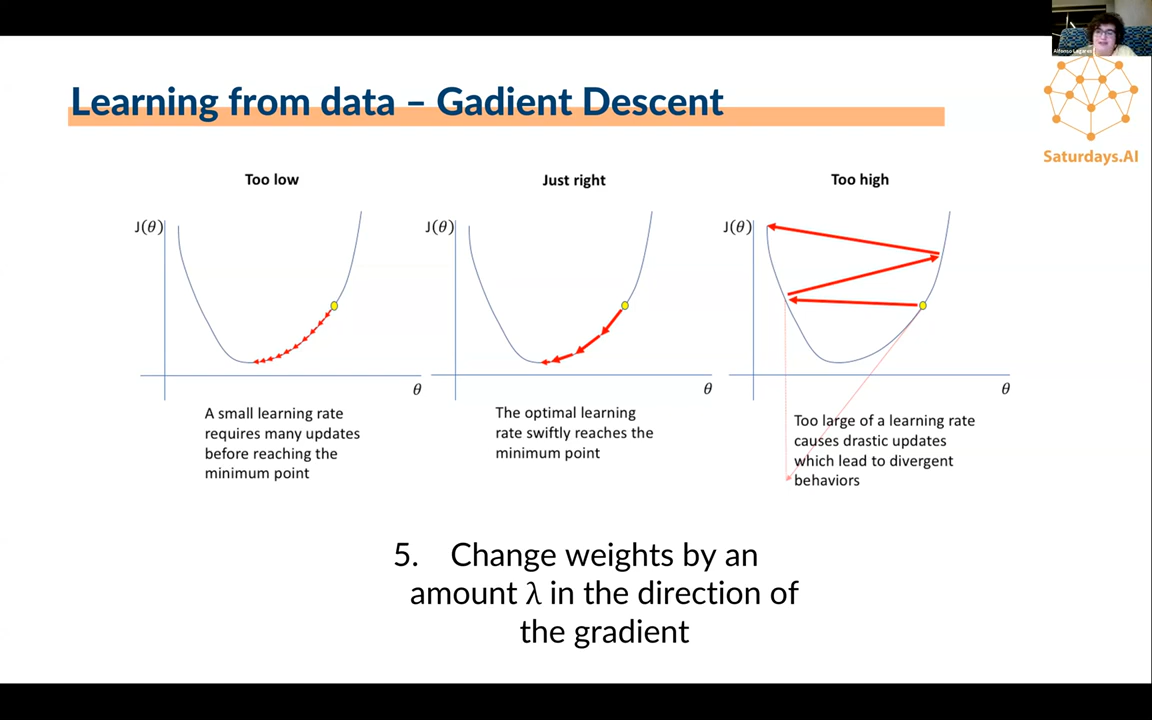 Alfonso Lagares
Learning from data – Gadient Descent
Saturdays.AI
Too low
Just right
Too high
J(θ)
J(θ)
J(θ)
θ
θ
θ
A small learning rate
requires many updates
before reaching the
minimum point
The optimal learning
rate swiftly reaches the
minimum point
Too large of a learning rate
causes drastic updates
which lead to divergent
behaviors
5. Change weights by an
amount λ in the direction of
the gradient